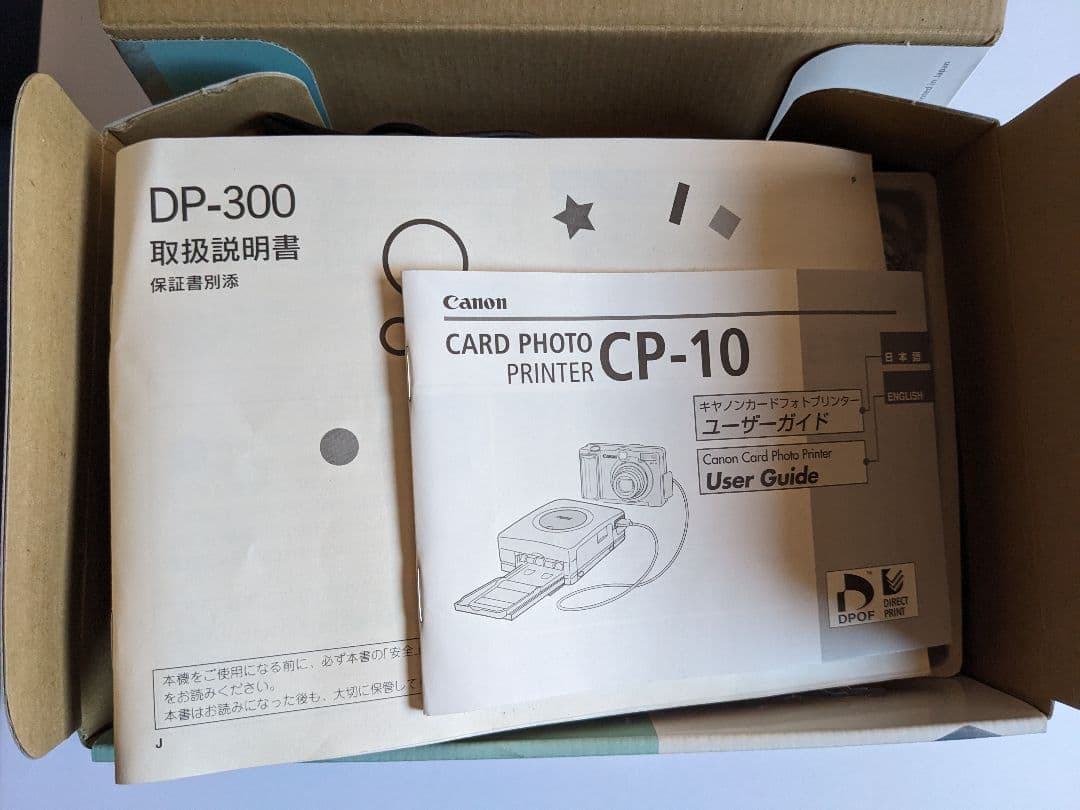 nted in Japan
DP-300
取扱説明書
保証書別添
Canon
CARD PHOTO
PRINTER CP-10
日本語
ENGLISH
キヤノンカードフォトプリンター
ユーザーガイド
Canon Card Photo Printer
User Guide
Canon
DPOF
DIRECT
PRINT
TM
本機をご使用になる前に、必ず本書の「安全
をお読みください。
本書はお読みになった後も、大切に保管して
J